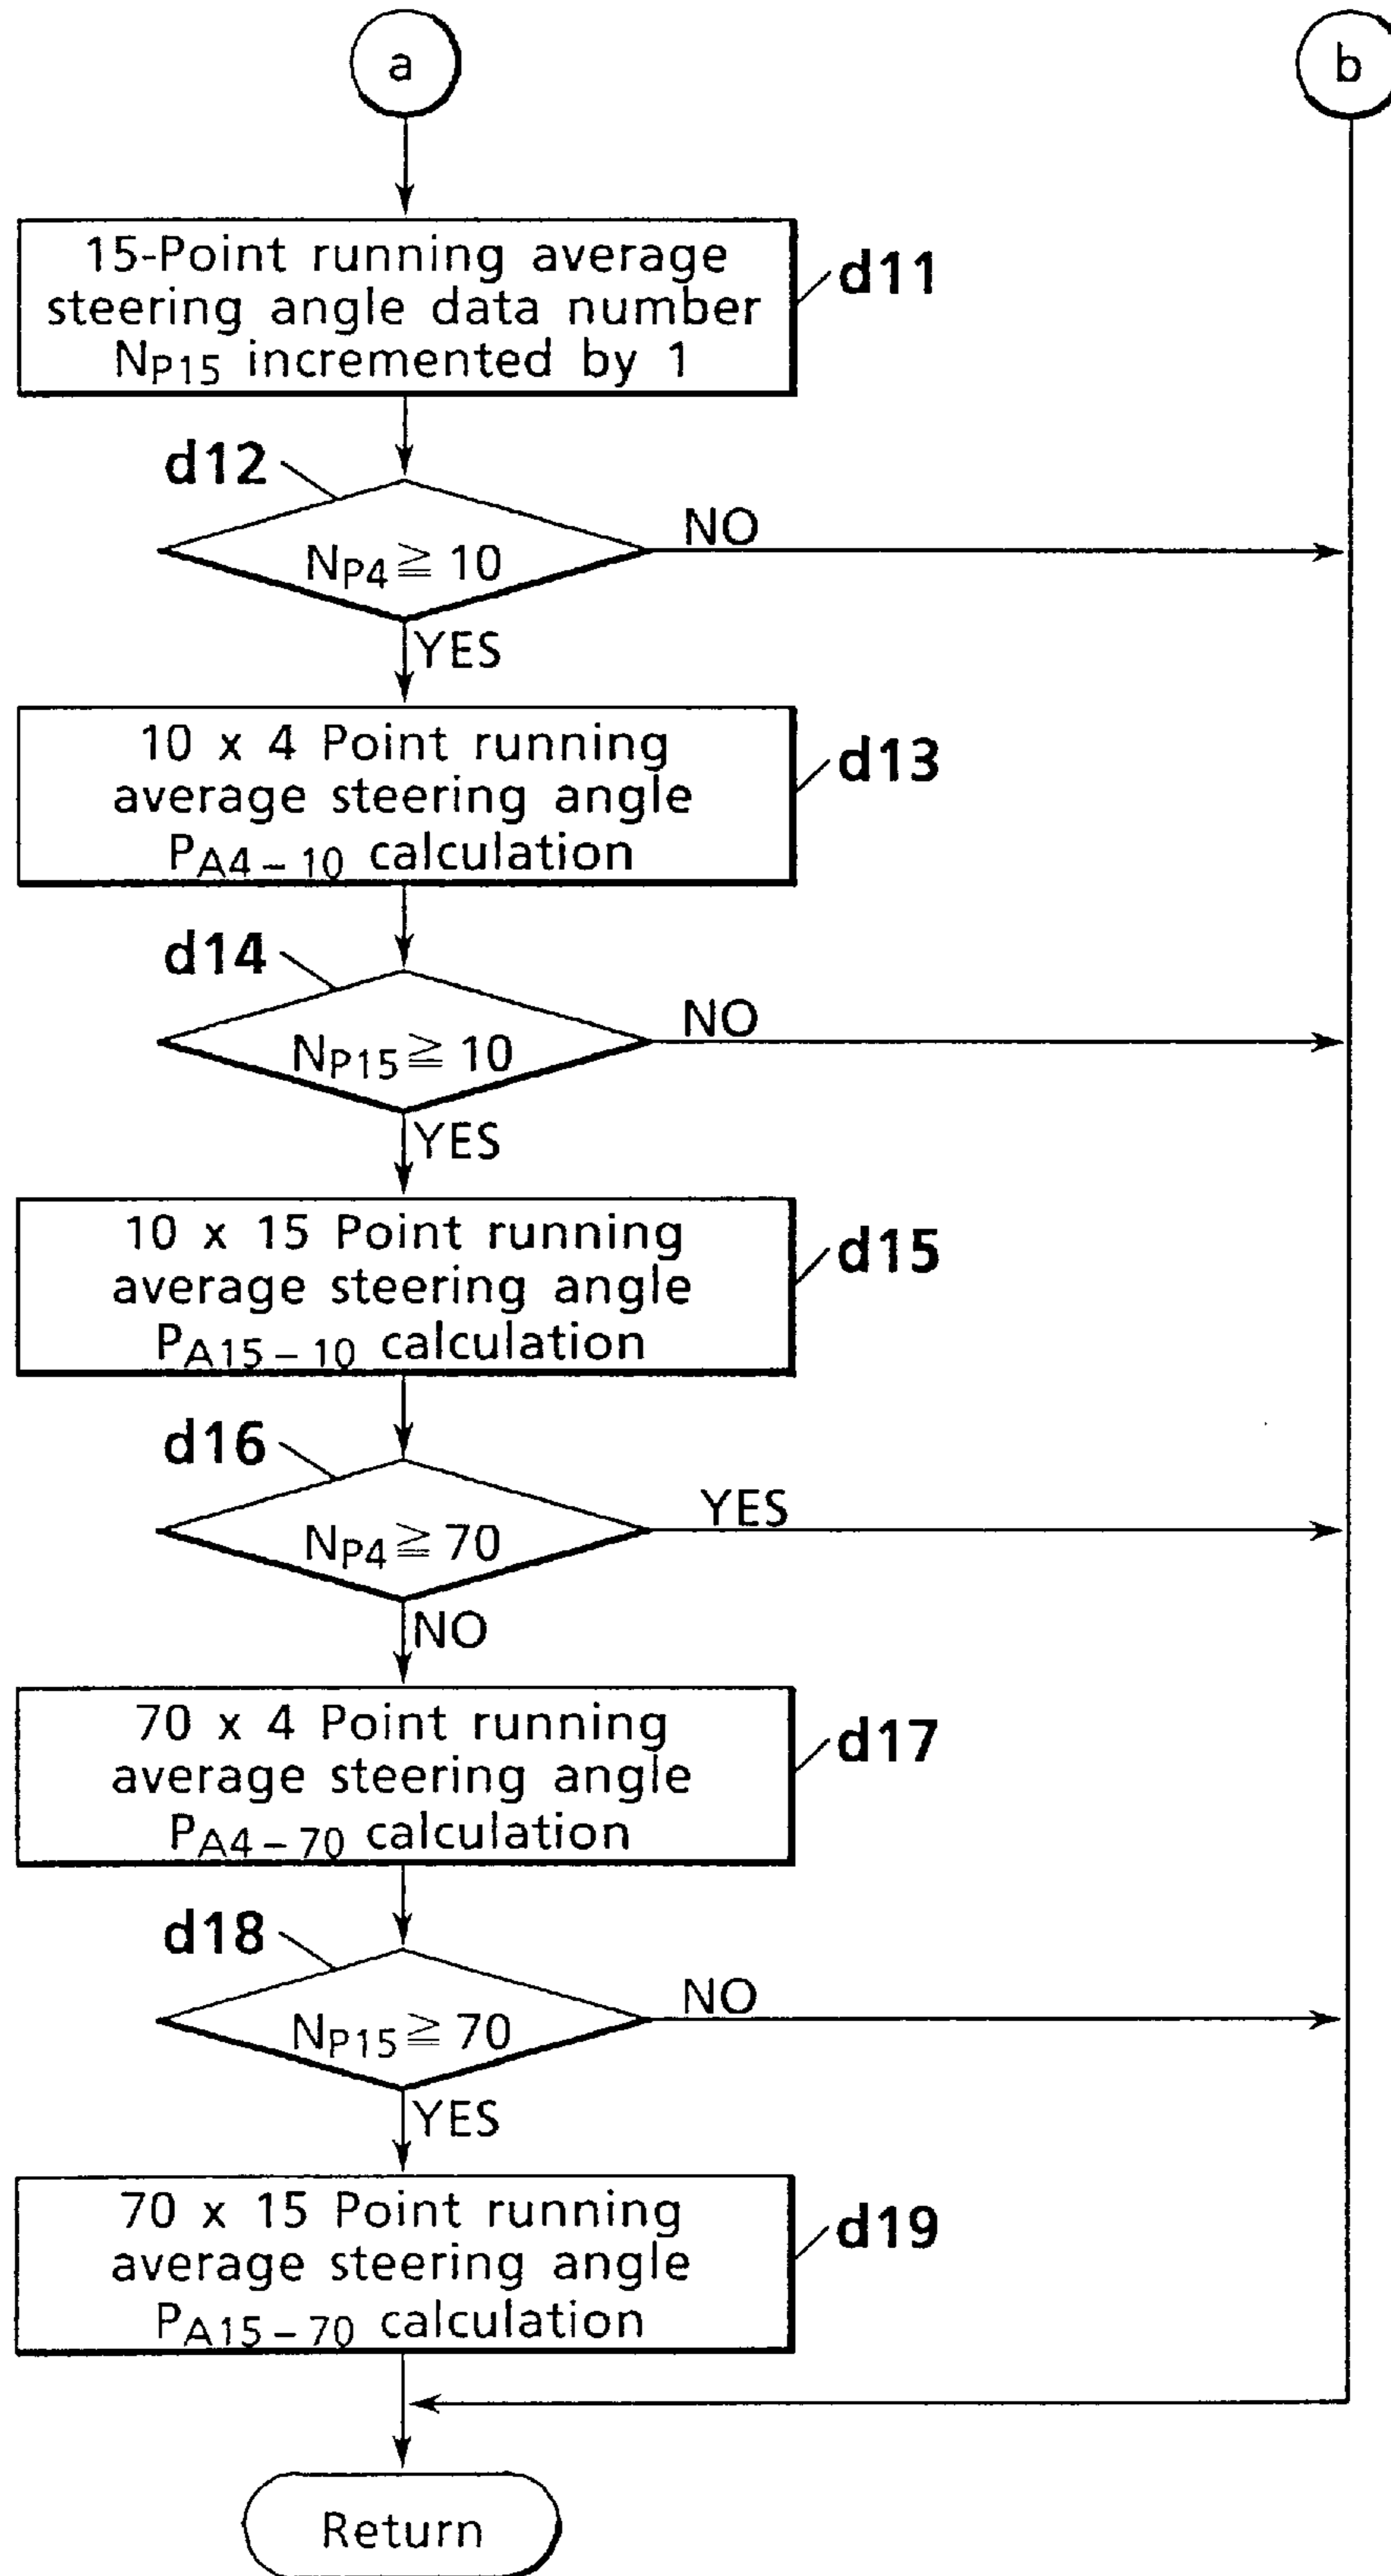 a
b
15-Point running average
steering angle data number
NP15 incremented by 1
d11
d12
NP4 ≧ 10
NO
YES
10 x 4 Point running
average steering angle
PA4–10 calculation
d13
d14
NP15 ≧ 10
NO
YES
10 x 15 Point running
average steering angle
PA15–10 calculation
d15
d16
NP4 ≧ 70
YES
NO
70 x 4 Point running
average steering angle
PA4–70 calculation
d17
d18
NP15 ≧ 70
NO
YES
70 x 15 Point running
average steering angle
PA15–70 calculation
d19
Return